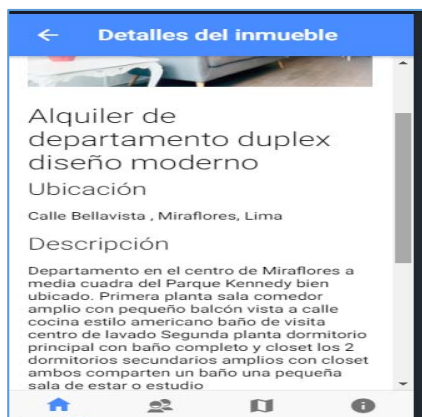 Detalles del inmueble
Alquiler de
departamento duplex
diseño moderno
Ubicación
Calle Bellavista , Miraflores, Lima
Descripción
Departamento en el centro de Miraflores a
media cuadra del Parque Kennedy bien
ubicado. Primera planta sala comedor
amplio con pequeño balcón vista a calle
cocina estilo americano baño de visita
centro de lavado Segunda planta dormitorio
principal con baño completo y closet los 2
dormitorios secundarios amplios con closet
ambos comparten un baño una pequeña
sala de estar o estudio